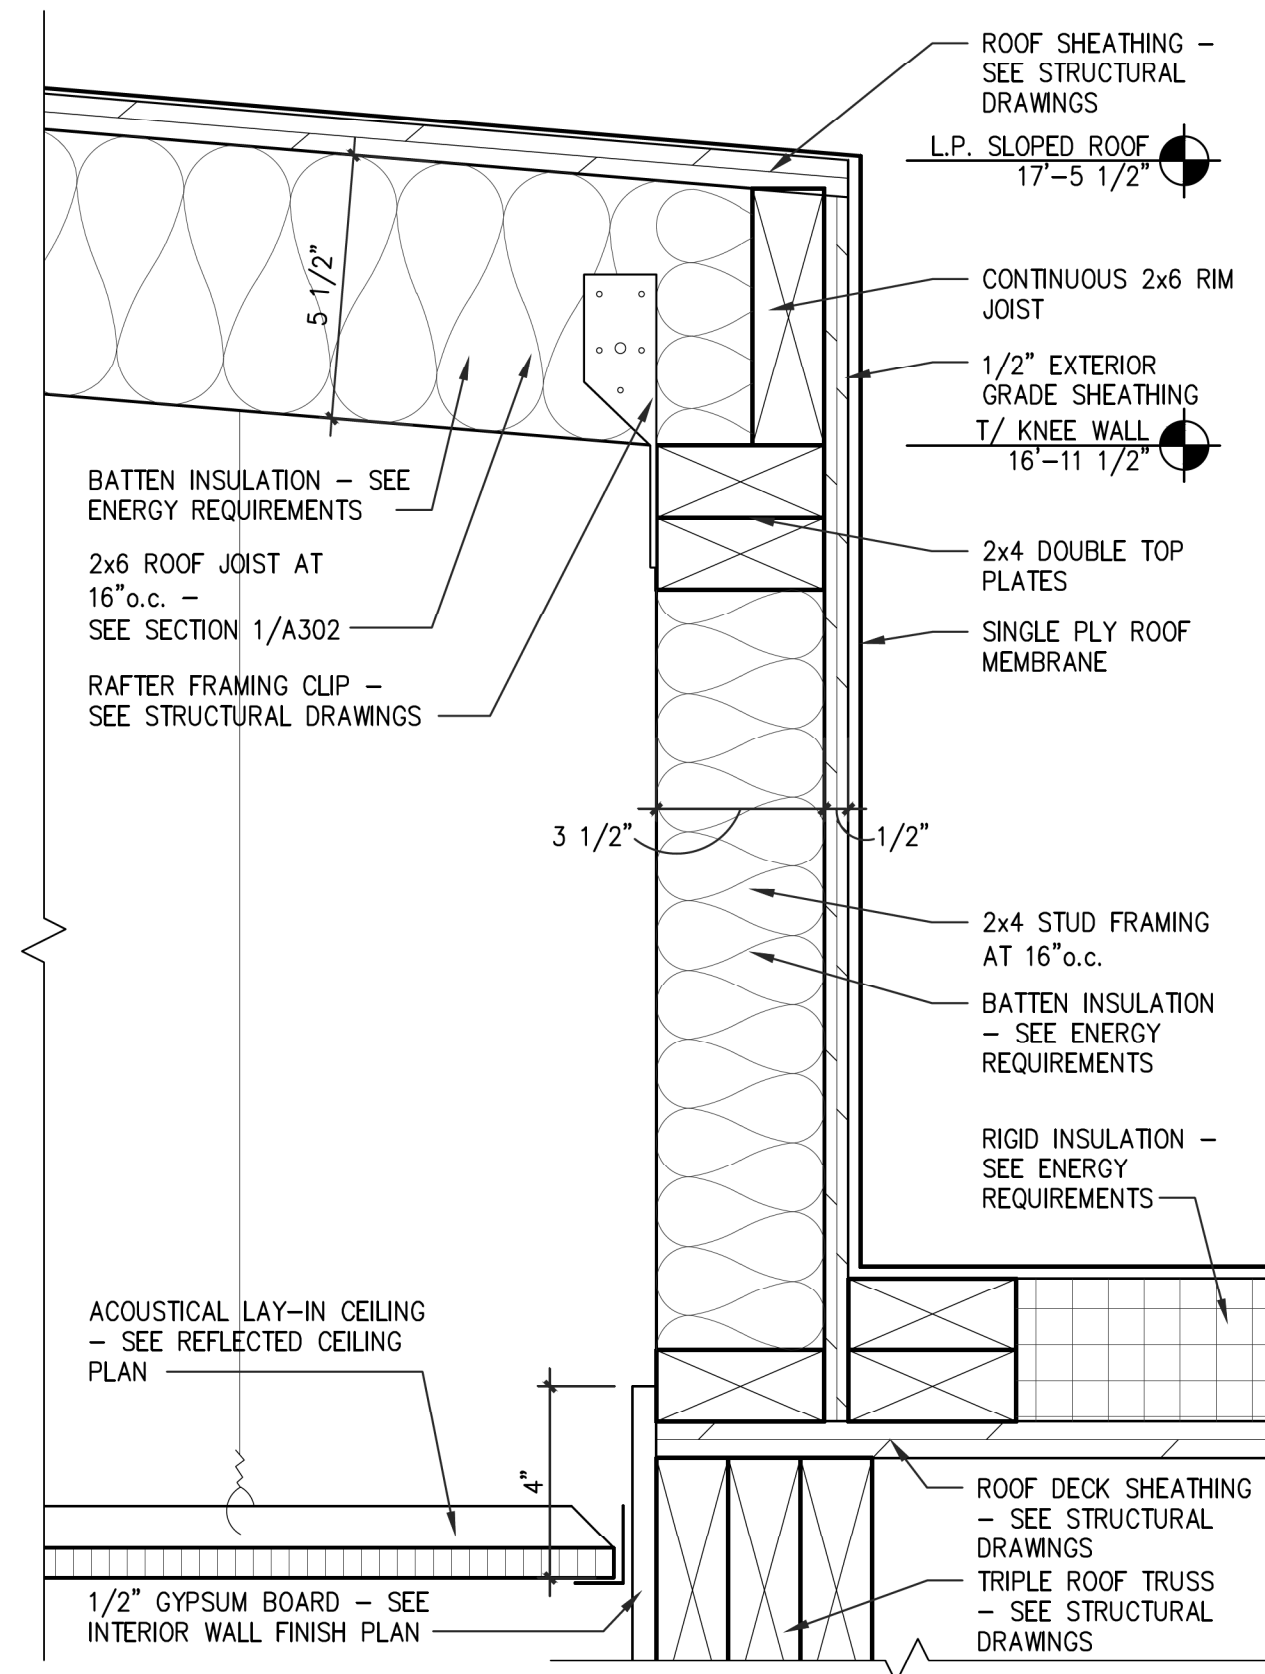 ROOF SHEATHING –
SEE STRUCTURAL
DRAWINGS
L.P. SLOPED ROOF
17'–5 1/2"
5 1/2"
CONTINUOUS 2x6 RIM
JOIST
1/2" EXTERIOR
GRADE SHEATHING
T/ KNEE WALL
16'–11 1/2"
BATTEN INSULATION – SEE
ENERGY REQUIREMENTS
2x6 ROOF JOIST AT
16"o.c. –
SEE SECTION 1/A302
RAFTER FRAMING CLIP –
SEE STRUCTURAL DRAWINGS
2x4 DOUBLE TOP
PLATES
SINGLE PLY ROOF
MEMBRANE
3 1/2"
1/2"
2x4 STUD FRAMING
AT 16"o.c.
BATTEN INSULATION
– SEE ENERGY
REQUIREMENTS
RIGID INSULATION –
SEE ENERGY
REQUIREMENTS
ACOUSTICAL LAY–IN CEILING
– SEE REFLECTED CEILING
PLAN
4"
ROOF DECK SHEATHING
– SEE STRUCTURAL
DRAWINGS
1/2" GYPSUM BOARD – SEE
INTERIOR WALL FINISH PLAN
TRIPLE ROOF TRUSS
– SEE STRUCTURAL
DRAWINGS